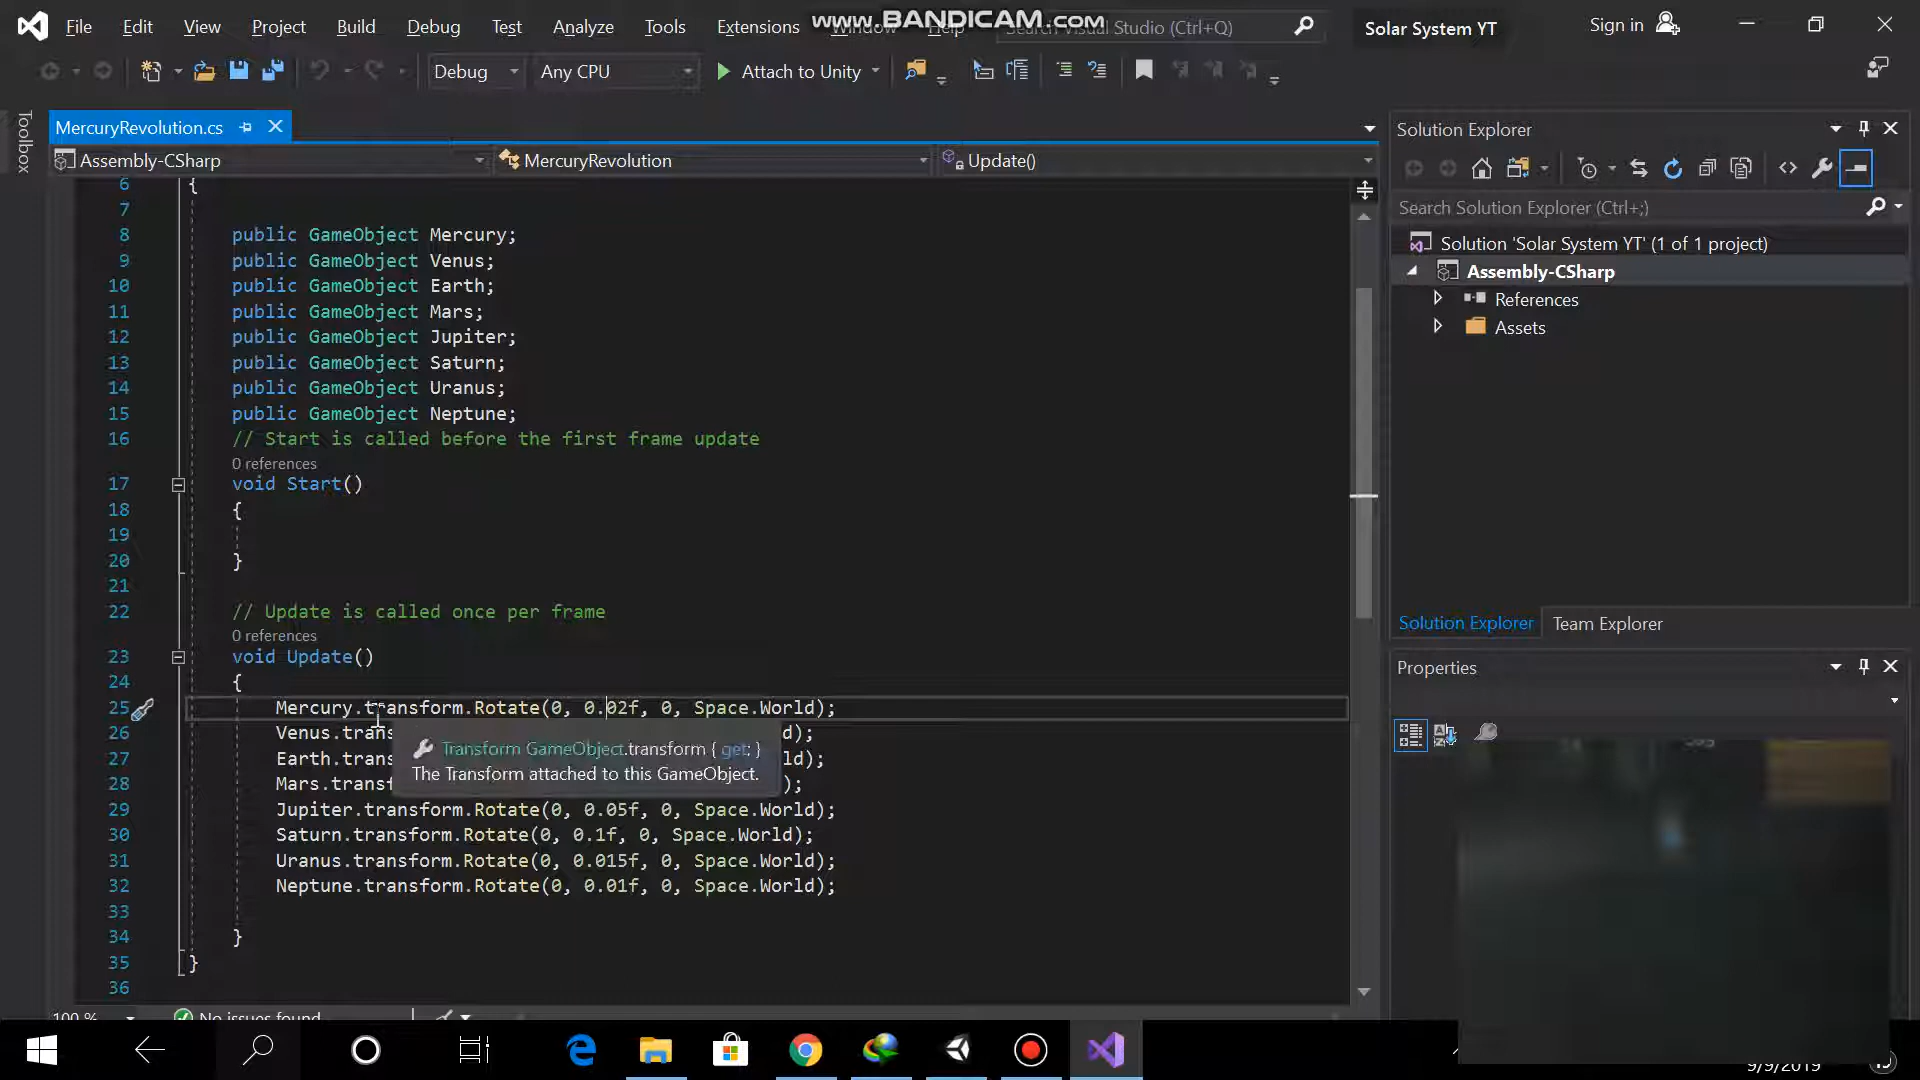 File Edit View Project Build Debug Test Analyze Tools Extensions Window Help Search Visual Studio (Ctrl+Q) Solar System YT Sign in
www.BANDICAM.com
Debug Any CPU Attach to Unity
Toolbox
MercuryRevolution.cs
Assembly-CSharp MercuryRevolution Update()
6 {
7
8 public GameObject Mercury;
9 public GameObject Venus;
10 public GameObject Earth;
11 public GameObject Mars;
12 public GameObject Jupiter;
13 public GameObject Saturn;
14 public GameObject Uranus;
15 public GameObject Neptune;
16 // Start is called before the first frame update
0 references
17 void Start()
18 {
19
20 }
21
22 // Update is called once per frame
0 references
23 void Update()
24 {
25 Mercury.transform.Rotate(0, 0.02f, 0, Space.World);
26 Venus.trans d);
27 Earth.trans ld);
28 Mars.transf );
Transform GameObject.transform { get; }
The Transform attached to this GameObject.
29 Jupiter.transform.Rotate(0, 0.05f, 0, Space.World);
30 Saturn.transform.Rotate(0, 0.1f, 0, Space.World);
31 Uranus.transform.Rotate(0, 0.015f, 0, Space.World);
32 Neptune.transform.Rotate(0, 0.01f, 0, Space.World);
33
34 }
35 }
36
100 % No issues found
Solution Explorer
Search Solution Explorer (Ctrl+;)
Solution 'Solar System YT' (1 of 1 project)
Assembly-CSharp
References
Assets
Solution Explorer Team Explorer
Properties
9/9/2019